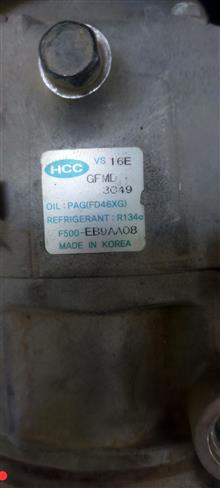 HCC VS 16E
GFMD
3C49
OIL : PAG(FD46XG)
REFRIGERANT : R134a
F500-EB9AA08
MADE IN KOREA